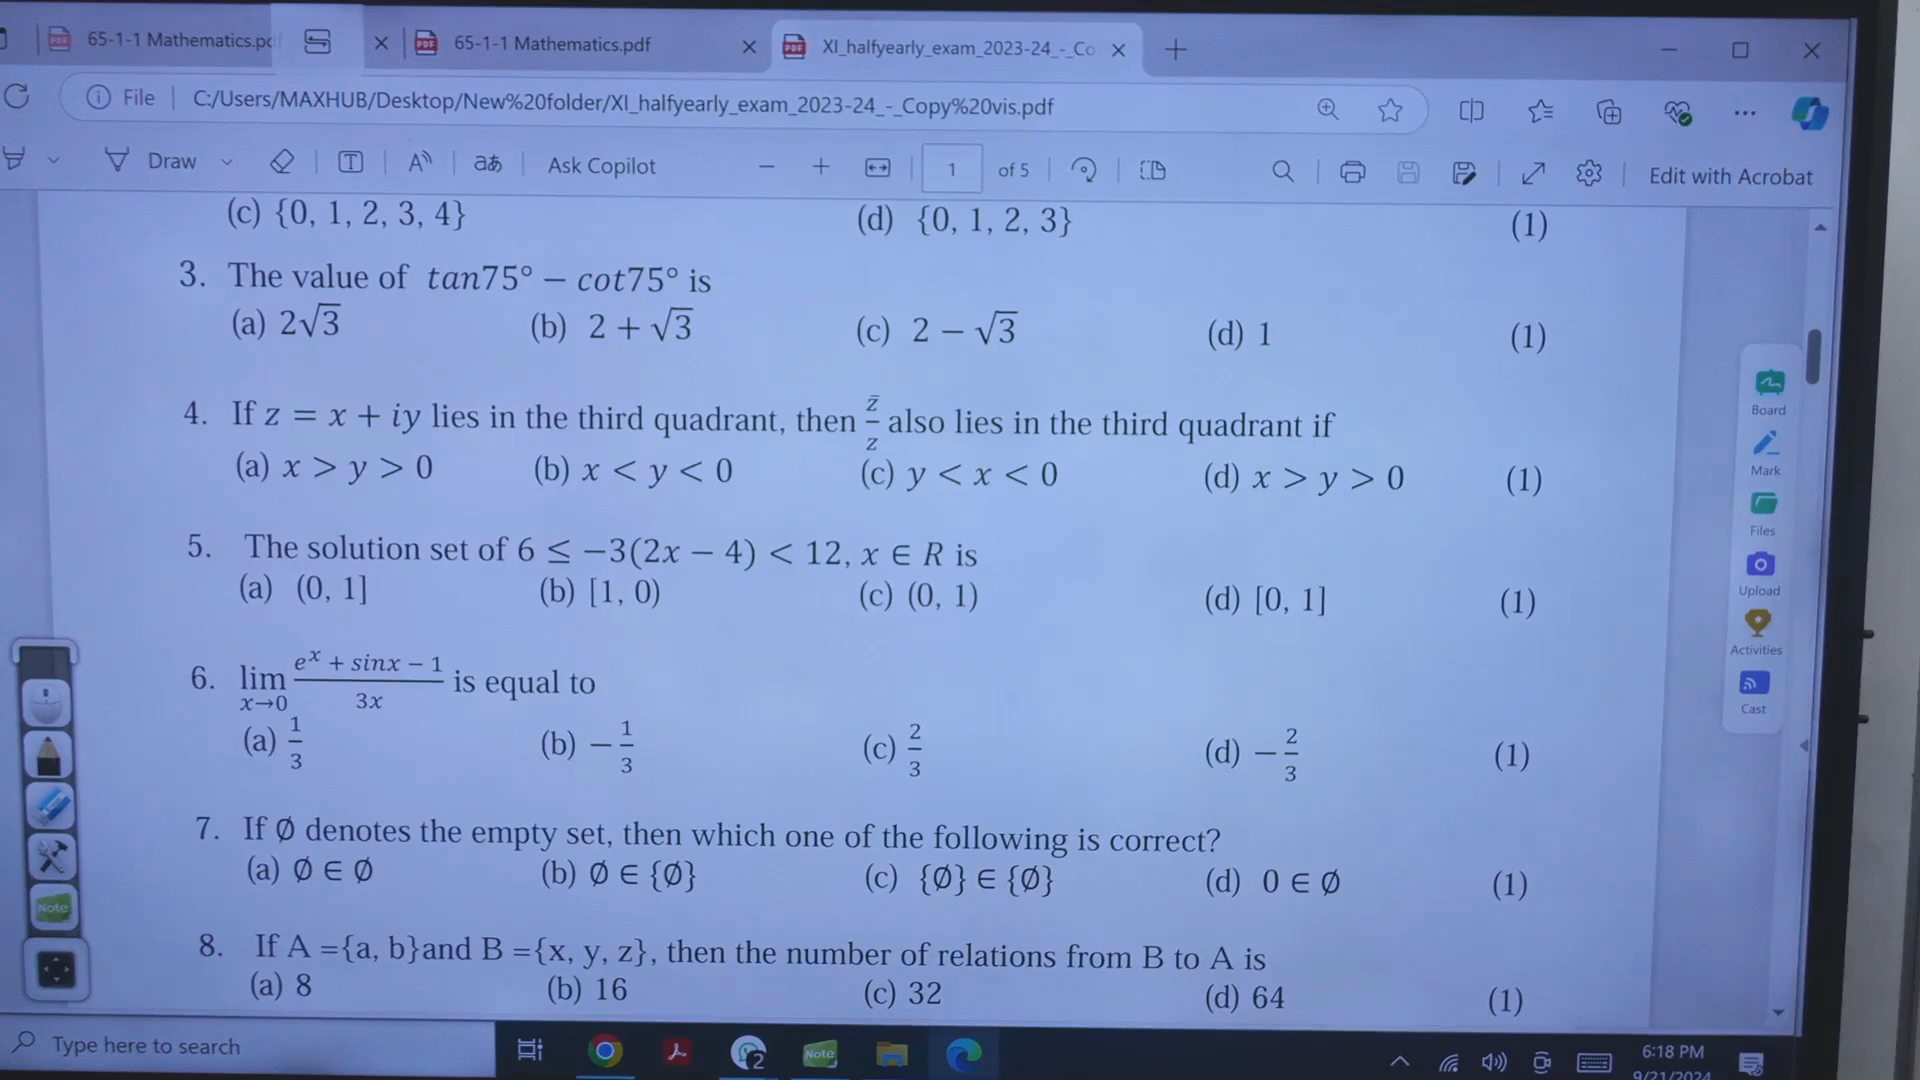 65-1-1 Mathematics.pd
65-1-1 Mathematics.pdf
XI_halfyearly_exam_2023-24_-_Co
File
C:/Users/MAXHUB/Desktop/New%20folder/XI_halfyearly_exam_2023-24_-_Copy%20vis.pdf
Draw
Ask Copilot
1 of 5
Edit with Acrobat
(c) {0, 1, 2, 3, 4} (d) {0, 1, 2, 3} (1)
3. The value of tan75° − cot75° is
(a) 2√3 (b) 2 + √3 (c) 2 − √3 (d) 1 (1)
4. If z = x + iy lies in the third quadrant, then z̄/z also lies in the third quadrant if
(a) x > y > 0 (b) x < y < 0 (c) y < x < 0 (d) x > y > 0 (1)
5. The solution set of 6 ≤ −3(2x − 4) < 12, x ∈ R is
(a) (0, 1] (b) [1, 0) (c) (0, 1) (d) [0, 1] (1)
6. lim x→0 (e^x + sinx − 1)/3x is equal to
(a) 1/3 (b) −1/3 (c) 2/3 (d) −2/3 (1)
7. If ∅ denotes the empty set, then which one of the following is correct?
(a) ∅ ∈ ∅ (b) ∅ ∈ {∅} (c) {∅} ∈ {∅} (d) 0 ∈ ∅ (1)
8. If A ={a, b}and B ={x, y, z}, then the number of relations from B to A is
(a) 8 (b) 16 (c) 32 (d) 64 (1)
Board
Mark
Files
Upload
Activities
Cast
Note
Type here to search
2
Note
6:18 PM
9/21/2024